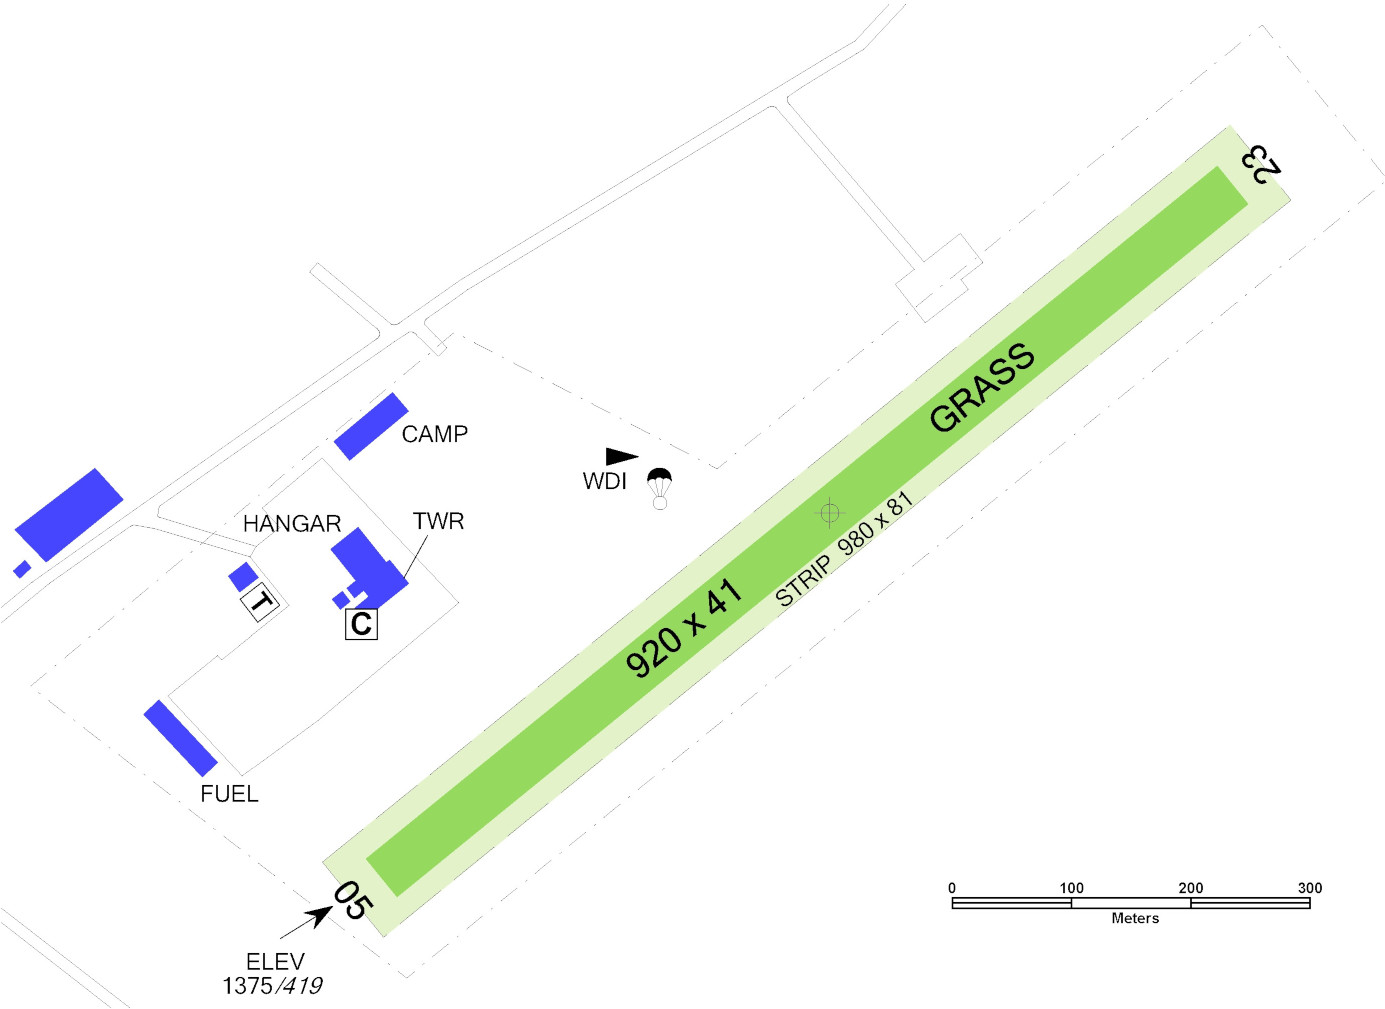 23
GRASS
CAMP
WDI
HANGAR
TWR
STRIP 980 x 81
920 x 41
T
C
FUEL
05
ELEV
1375/419
0 100 200 300
Meters